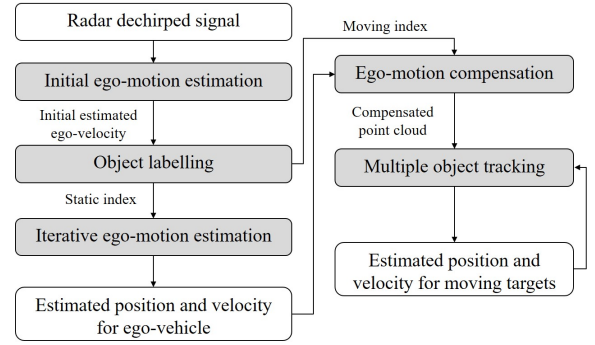 Radar dechirped signal
Initial ego-motion estimation
Initial estimated
ego-velocity
Object labelling
Static index
Iterative ego-motion estimation
Estimated position and velocity
for ego-vehicle
Moving index
Ego-motion compensation
Compensated
point cloud
Multiple object tracking
Estimated position and
velocity for moving targets